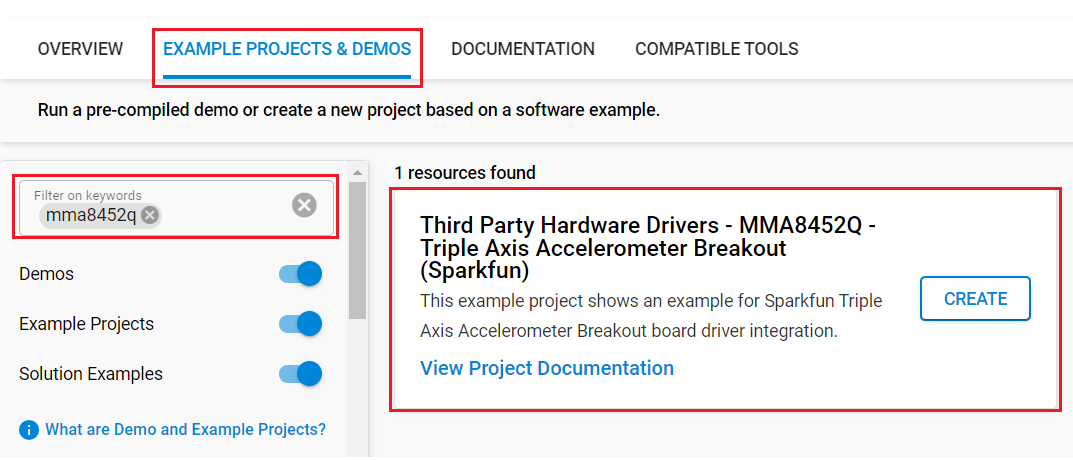 OVERVIEW EXAMPLE PROJECTS & DEMOS DOCUMENTATION COMPATIBLE TOOLS
Run a pre-compiled demo or create a new project based on a software example.
Filter on keywords
mma8452q
Demos
Example Projects
Solution Examples
What are Demo and Example Projects?
1 resources found
Third Party Hardware Drivers - MMA8452Q -
Triple Axis Accelerometer Breakout
(Sparkfun)
This example project shows an example for Sparkfun Triple
Axis Accelerometer Breakout board driver integration.
View Project Documentation
CREATE